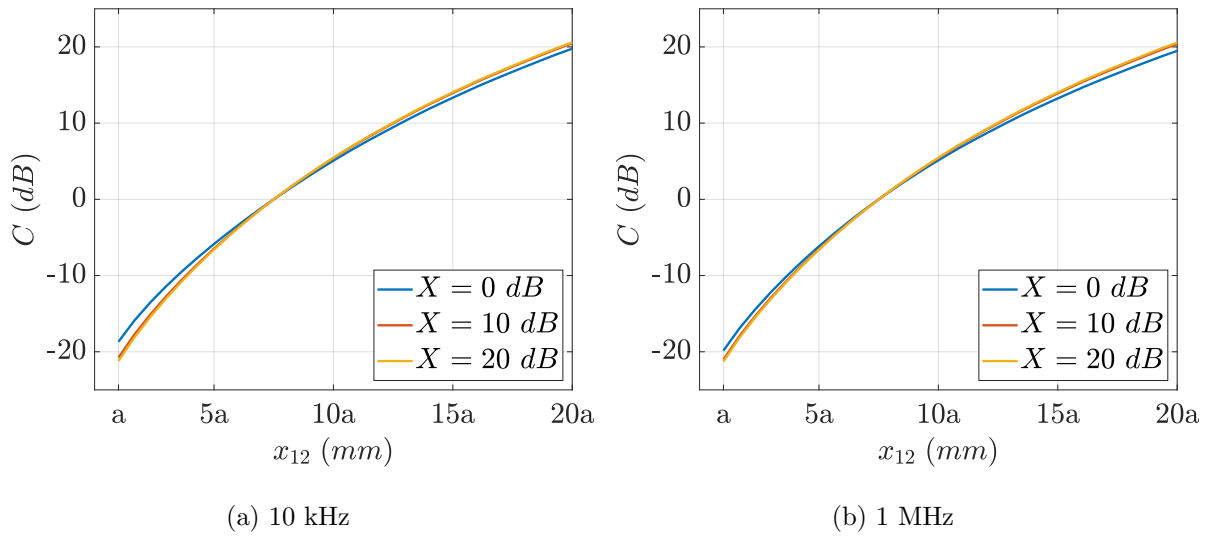 20
10
0
-10
-20
C (dB)
a 5a 10a 15a 20a
x12 (mm)
X = 0 dB
X = 10 dB
X = 20 dB
(a) 10 kHz
20
10
0
-10
-20
C (dB)
a 5a 10a 15a 20a
x12 (mm)
X = 0 dB
X = 10 dB
X = 20 dB
(b) 1 MHz